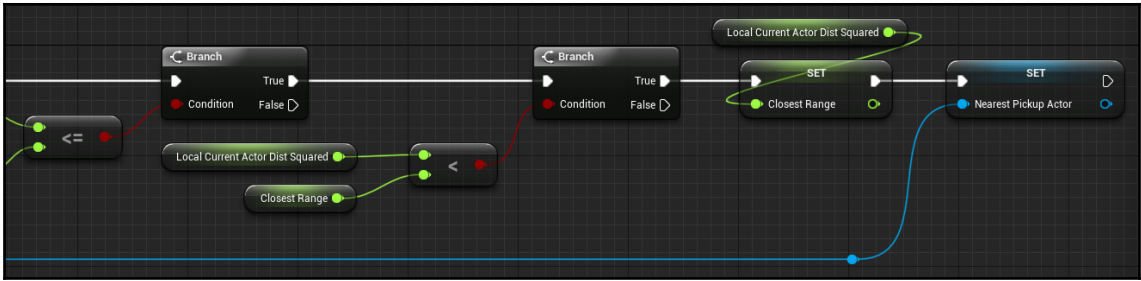 Local Current Actor Dist Squared
Branch
Branch
SET
SET
True
True
Condition
False
Condition
False
Closest Range
Nearest Pickup Actor
<=
Local Current Actor Dist Squared
<
Closest Range